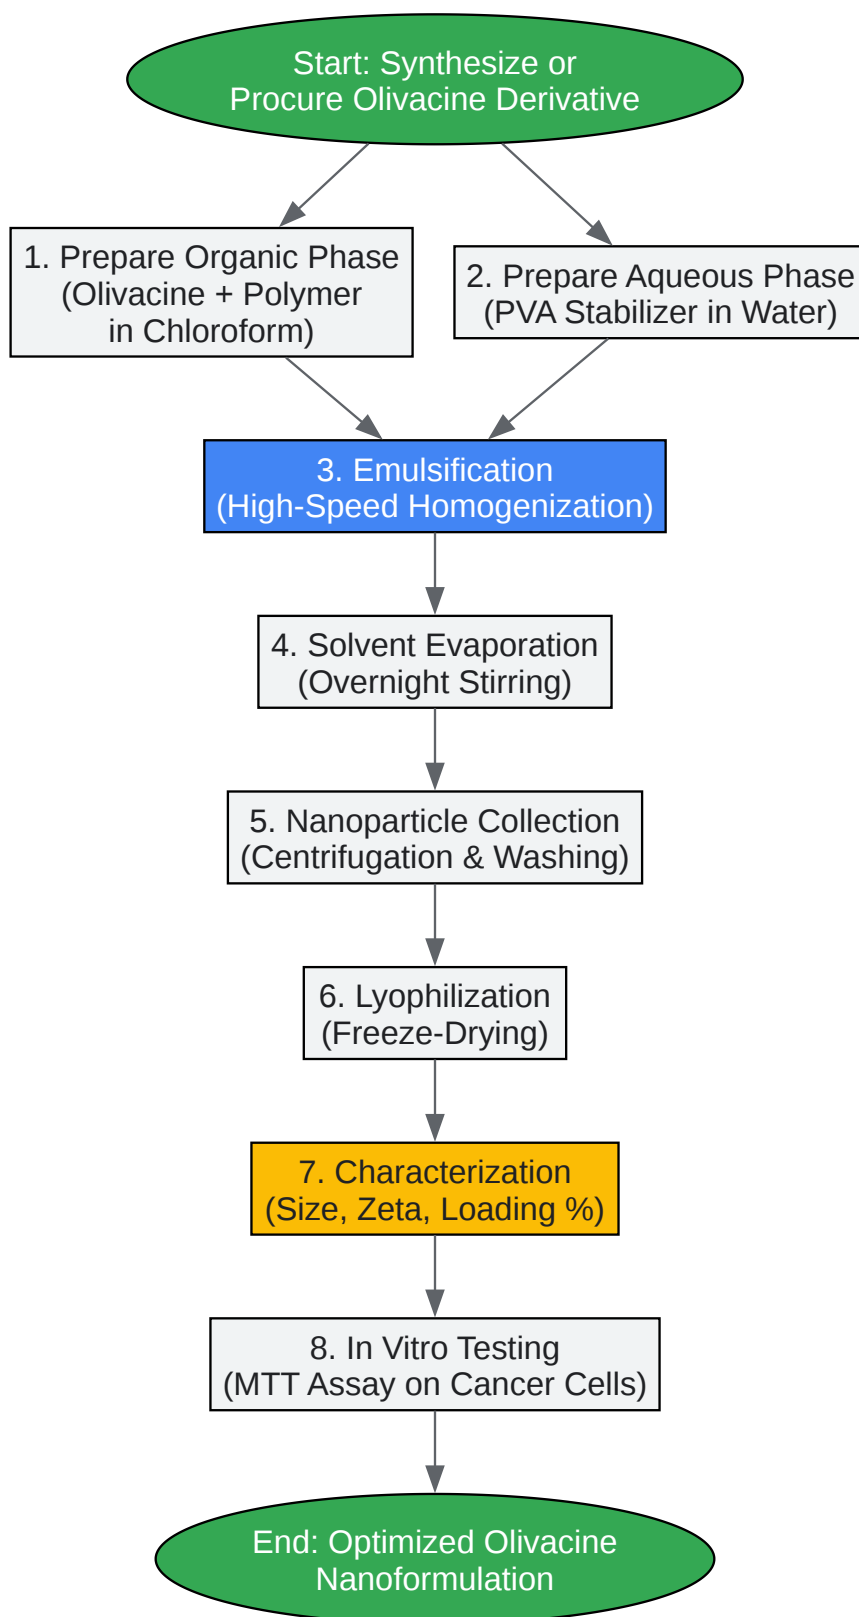 Start: Synthesize or
Procure Olivacine Derivative
1. Prepare Organic Phase
(Olivacine + Polymer
in Chloroform)
2. Prepare Aqueous Phase
(PVA Stabilizer in Water)
3. Emulsification
(High-Speed Homogenization)
4. Solvent Evaporation
(Overnight Stirring)
5. Nanoparticle Collection
(Centrifugation & Washing)
6. Lyophilization
(Freeze-Drying)
7. Characterization
(Size, Zeta, Loading %)
8. In Vitro Testing
(MTT Assay on Cancer Cells)
End: Optimized Olivacine
Nanoformulation